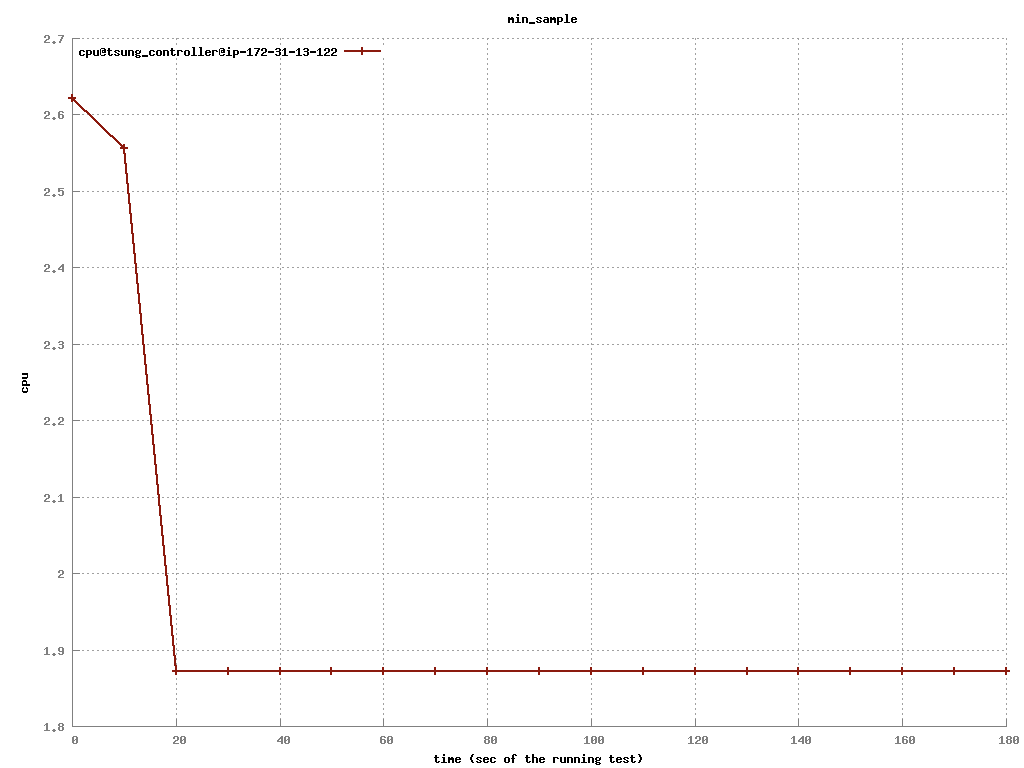 min_sample
cpu@tsung_controller@ip-172-31-13-122
2.7
2.6
2.5
2.4
2.3
2.2
2.1
2
1.9
1.8
cpu
0 20 40 60 80 100 120 140 160 180
time (sec of the running test)